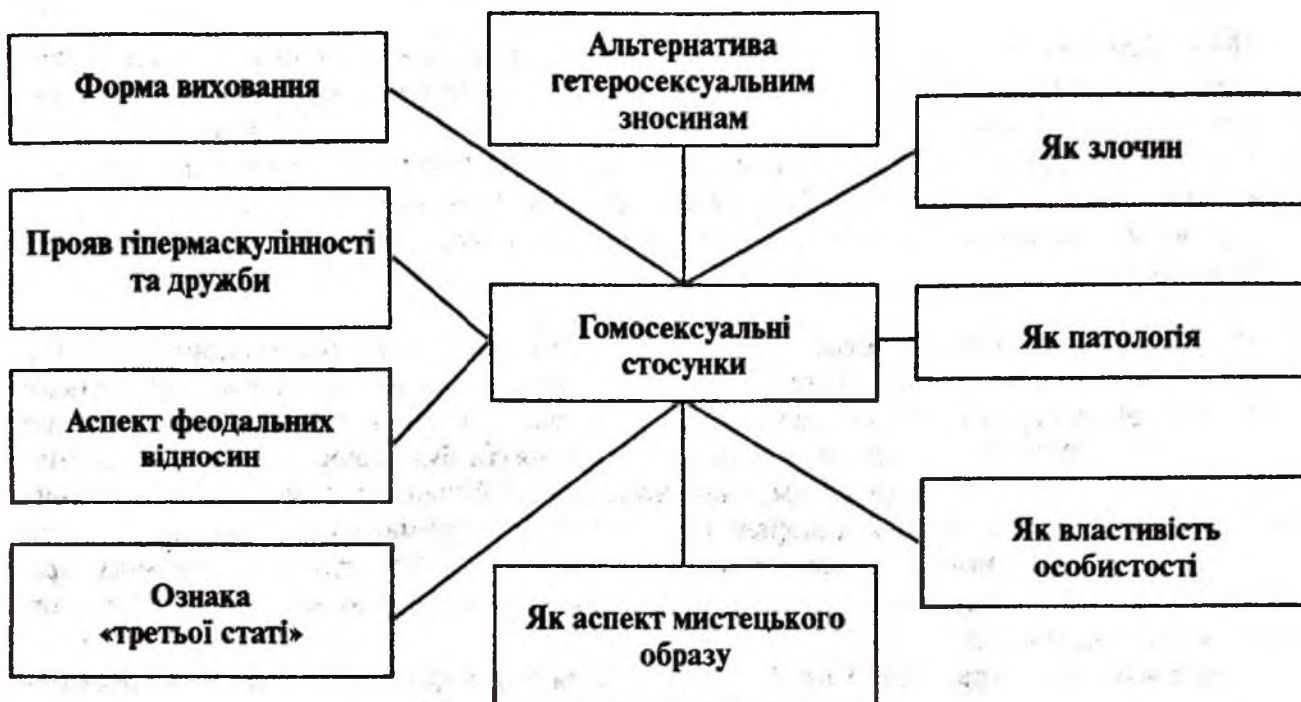 Форма виховання
Альтернатива
гетеросексуальним
зносинам
Як злочин
Прояв гіпермаскулінності
та дружби
Гомосексуальні
стосунки
Як патологія
Аспект феодальних
відносин
Як властивість
особистості
Ознака
«третьої статі»
Як аспект мистецького
образу